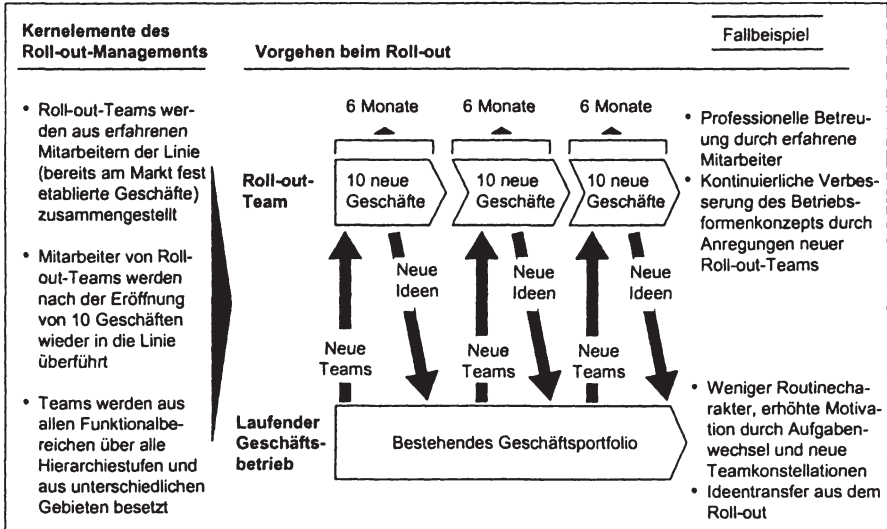 Kernelemente des
Roll-out-Managements
Vorgehen beim Roll-out
Fallbeispiel
• Roll-out-Teams wer-
den aus erfahrenen
Mitarbeitern der Linie
(bereits am Markt fest
etablierte Geschäfte)
zusammengestellt
• Mitarbeiter von Roll-
out-Teams werden
nach der Eröffnung
von 10 Geschäften
wieder in die Linie
überführt
• Teams werden aus
allen Funktionalbe-
reichen über alle
Hierarchiestufen und
aus unterschiedlichen
Gebieten besetzt
6 Monate
6 Monate
6 Monate
Roll-out-
Team
10 neue
Geschäfte
10 neue
Geschäfte
10 neue
Geschäfte
Neue
Ideen
Neue
Ideen
Neue
Ideen
Neue
Teams
Neue
Teams
Neue
Teams
Laufender
Geschäfts-
betrieb
Bestehendes Geschäftsportfolio
• Professionelle Betreu-
ung durch erfahrene
Mitarbeiter
• Kontinuierliche Verbes-
serung des Betriebs-
formenkonzepts durch
Anregungen neuer
Roll-out-Teams
• Weniger Routinecha-
rakter, erhöhte Motiva-
tion durch Aufgaben-
wechsel und neue
Teamkonstellationen
• Ideentransfer aus dem
Roll-out